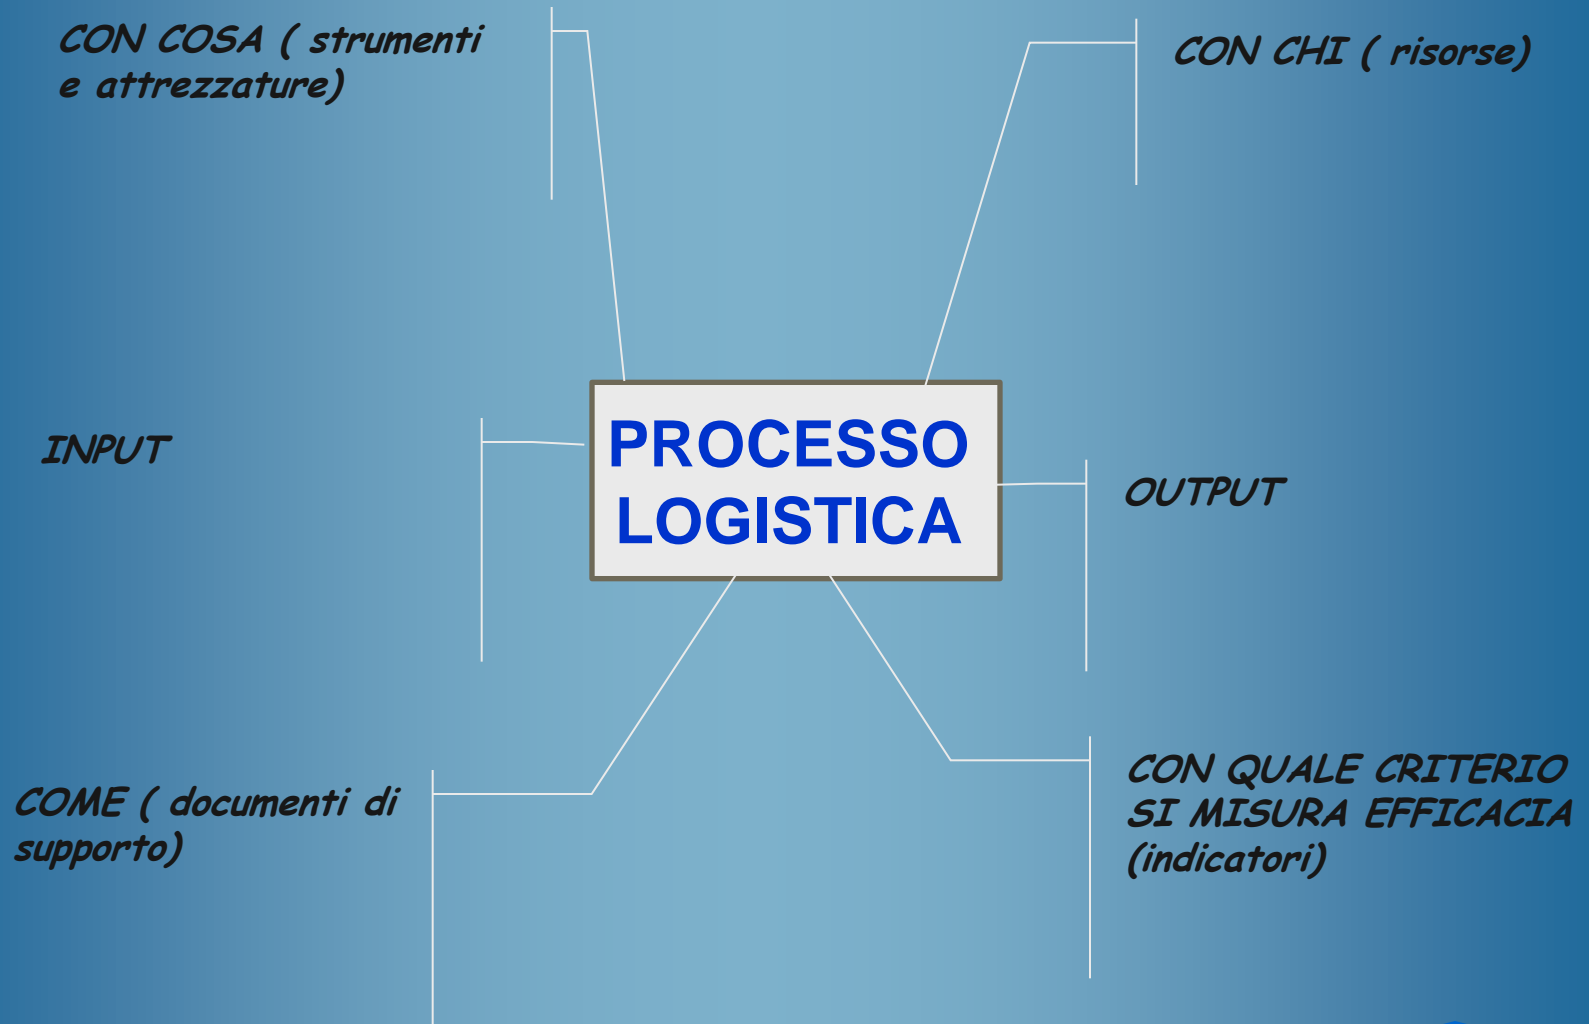 CON COSA ( strumenti
e attrezzature)
CON CHI ( risorse)
INPUT
PROCESSO
LOGISTICA
OUTPUT
COME ( documenti di
supporto)
CON QUALE CRITERIO
SI MISURA EFFICACIA
(indicatori)